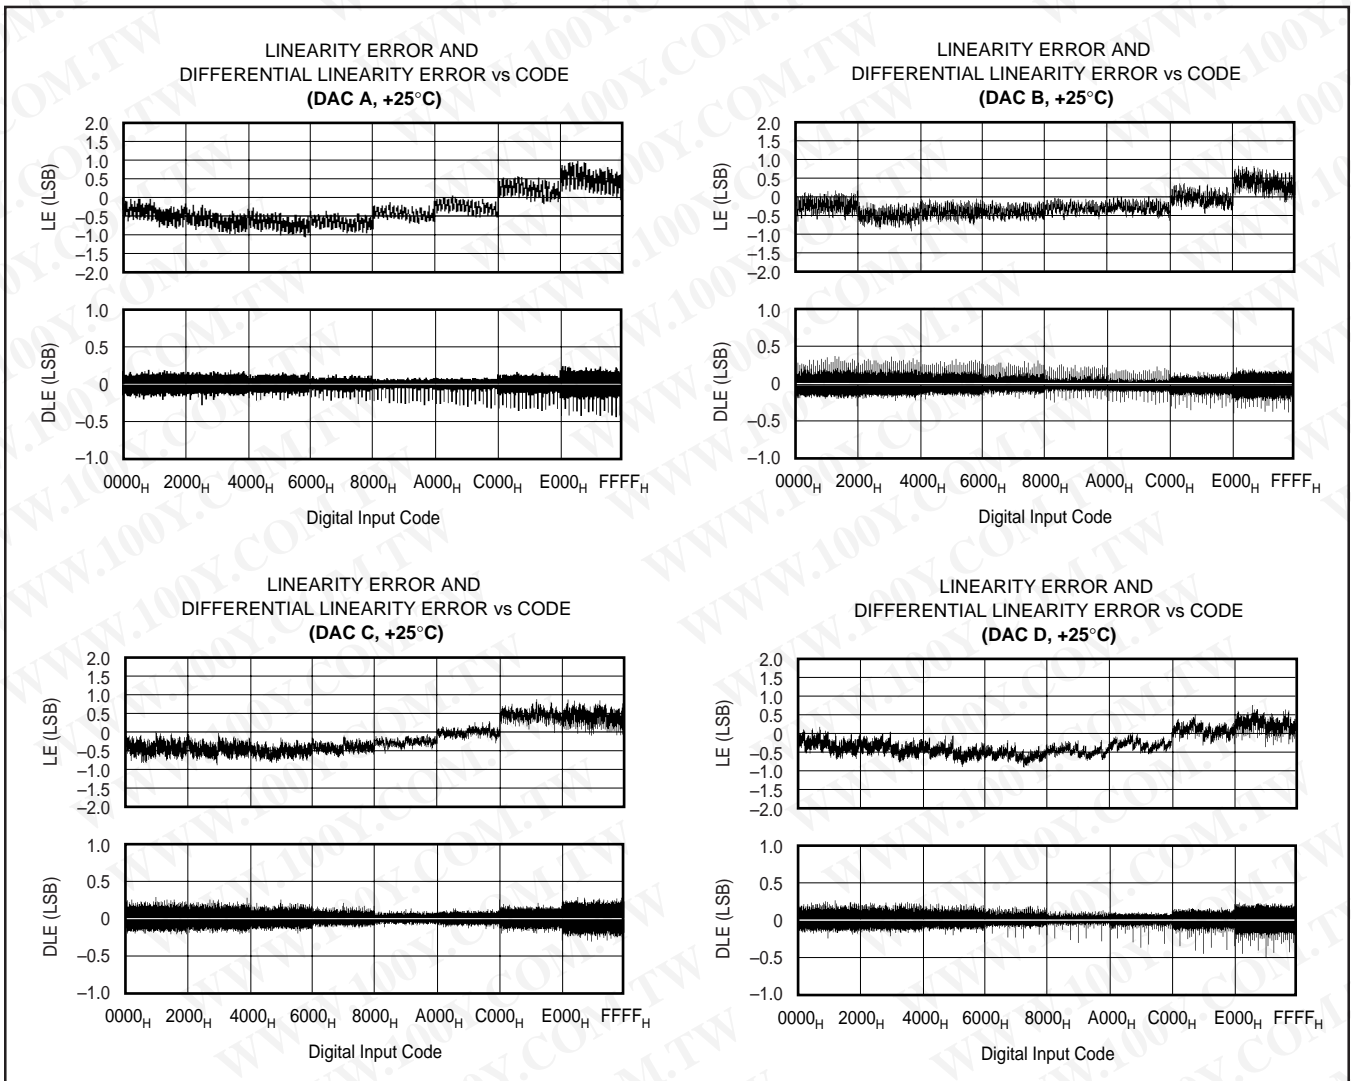 LINEARITY ERROR AND
DIFFERENTIAL LINEARITY ERROR vs CODE
(DAC A, +25°C)
LE (LSB)
2.0
1.5
1.0
0.5
0
–0.5
–1.0
–1.5
–2.0
DLE (LSB)
1.0
0.5
0
–0.5
–1.0
0000H 2000H 4000H 6000H 8000H A000H C000H E000H FFFFH
Digital Input Code
LINEARITY ERROR AND
DIFFERENTIAL LINEARITY ERROR vs CODE
(DAC B, +25°C)
LE (LSB)
2.0
1.5
1.0
0.5
0
–0.5
–1.0
–1.5
–2.0
DLE (LSB)
1.0
0.5
0
–0.5
–1.0
0000H 2000H 4000H 6000H 8000H A000H C000H E000H FFFFH
Digital Input Code
LINEARITY ERROR AND
DIFFERENTIAL LINEARITY ERROR vs CODE
(DAC C, +25°C)
LE (LSB)
2.0
1.5
1.0
0.5
0
–0.5
–1.0
–1.5
–2.0
DLE (LSB)
1.0
0.5
0
–0.5
–1.0
0000H 2000H 4000H 6000H 8000H A000H C000H E000H FFFFH
Digital Input Code
LINEARITY ERROR AND
DIFFERENTIAL LINEARITY ERROR vs CODE
(DAC D, +25°C)
LE (LSB)
2.0
1.5
1.0
0.5
0
–0.5
–1.0
–1.5
–2.0
DLE (LSB)
1.0
0.5
0
–0.5
–1.0
0000H 2000H 4000H 6000H 8000H A000H C000H E000H FFFFH
Digital Input Code
WWW.100Y.COM.TW